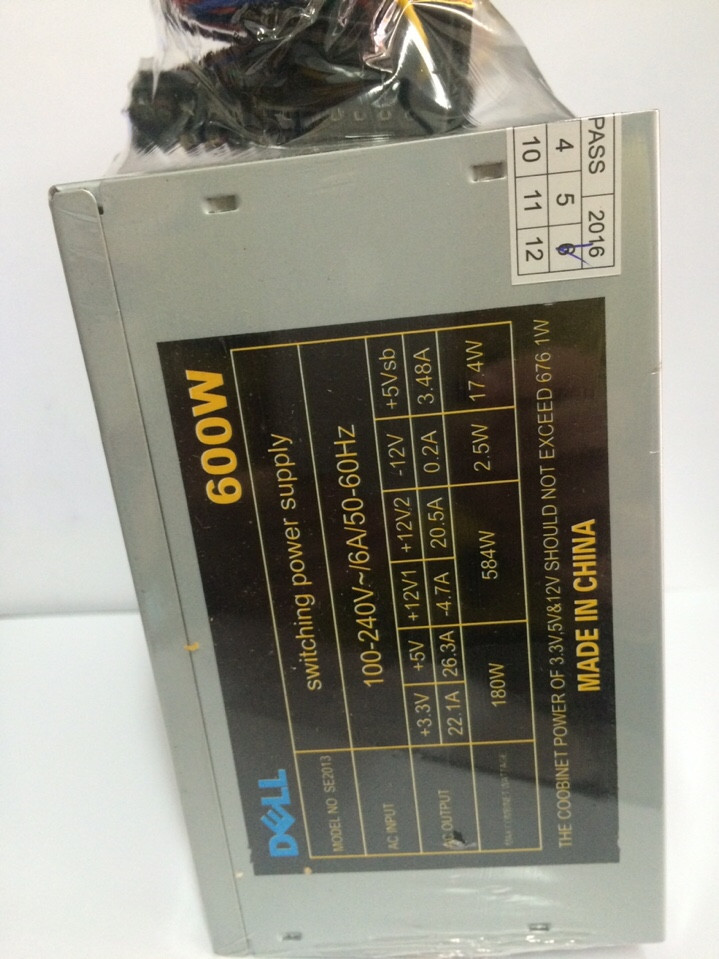 PASS 2016
4 5 6
10 11 12
600W
DELL
switching power supply
MODEL NO SE2013
100-240V~/6A/50-60Hz
AC INPUT
+3.3V +5V +12V1 +12V2 -12V +5Vsb
OUTPUT 22.1A 26.3A -4.7A 20.5A 0.2A 3.48A
180W 584W 2.5W 17.4W
THE COOBINET POWER OF 3.3V,5V&12V SHOULD NOT EXCEED 676 1W
MADE IN CHINA